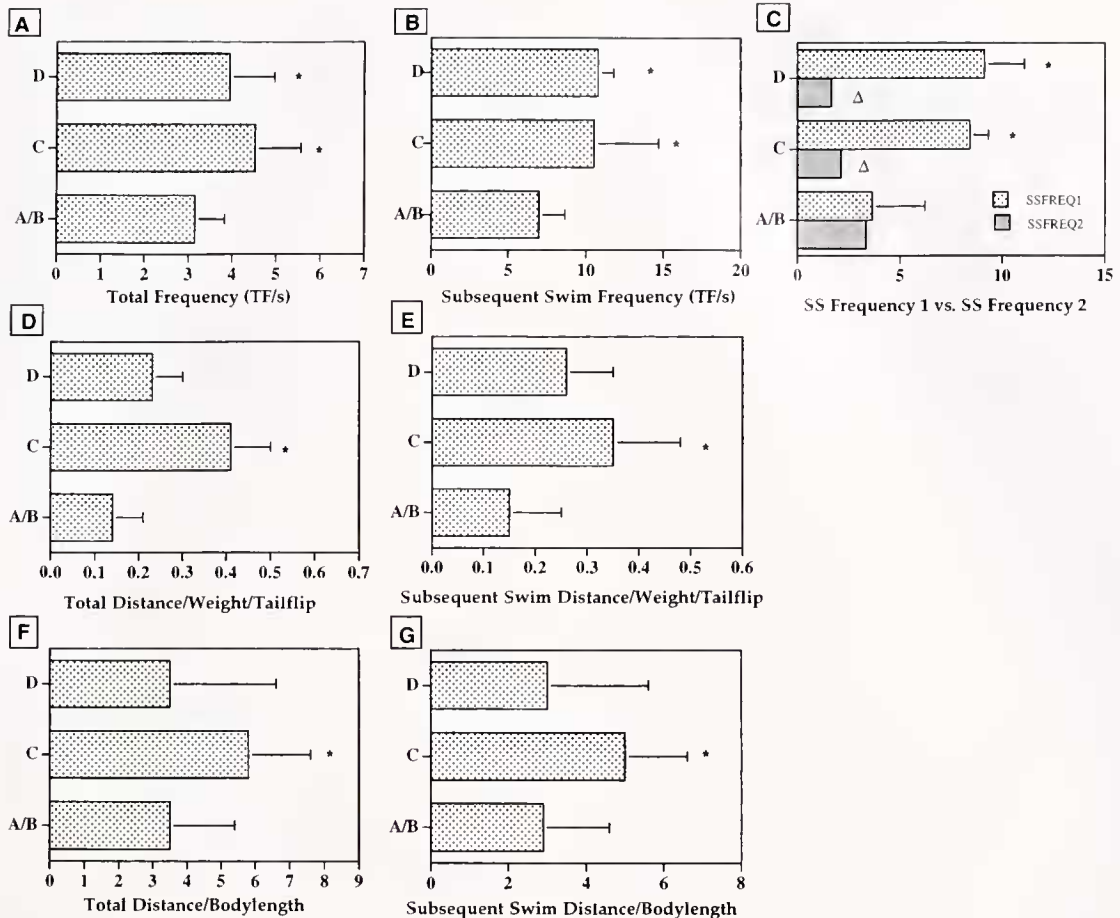 A
D
*
C
*
A/B
0 1 2 3 4 5 6 7
Total Frequency (TF/s)
B
D
*
C
*
A/B
0 5 10 15 20
Subsequent Swim Frequency (TF/s)
C
D
*
Δ
C
*
Δ
A/B
SSFREQ1
SSFREQ2
0 5 10 15
SS Frequency 1 vs. SS Frequency 2
D
D
C
*
A/B
0.0 0.1 0.2 0.3 0.4 0.5 0.6 0.7
Total Distance/Weight/Tailflip
E
D
C
*
A/B
0.0 0.1 0.2 0.3 0.4 0.5 0.6
Subsequent Swim Distance/Weight/Tailflip
F
D
C
*
A/B
0 1 2 3 4 5 6 7 8 9
Total Distance/Bodylength
G
D
C
*
A/B
0 2 4 6 8
Subsequent Swim Distance/Bodylength